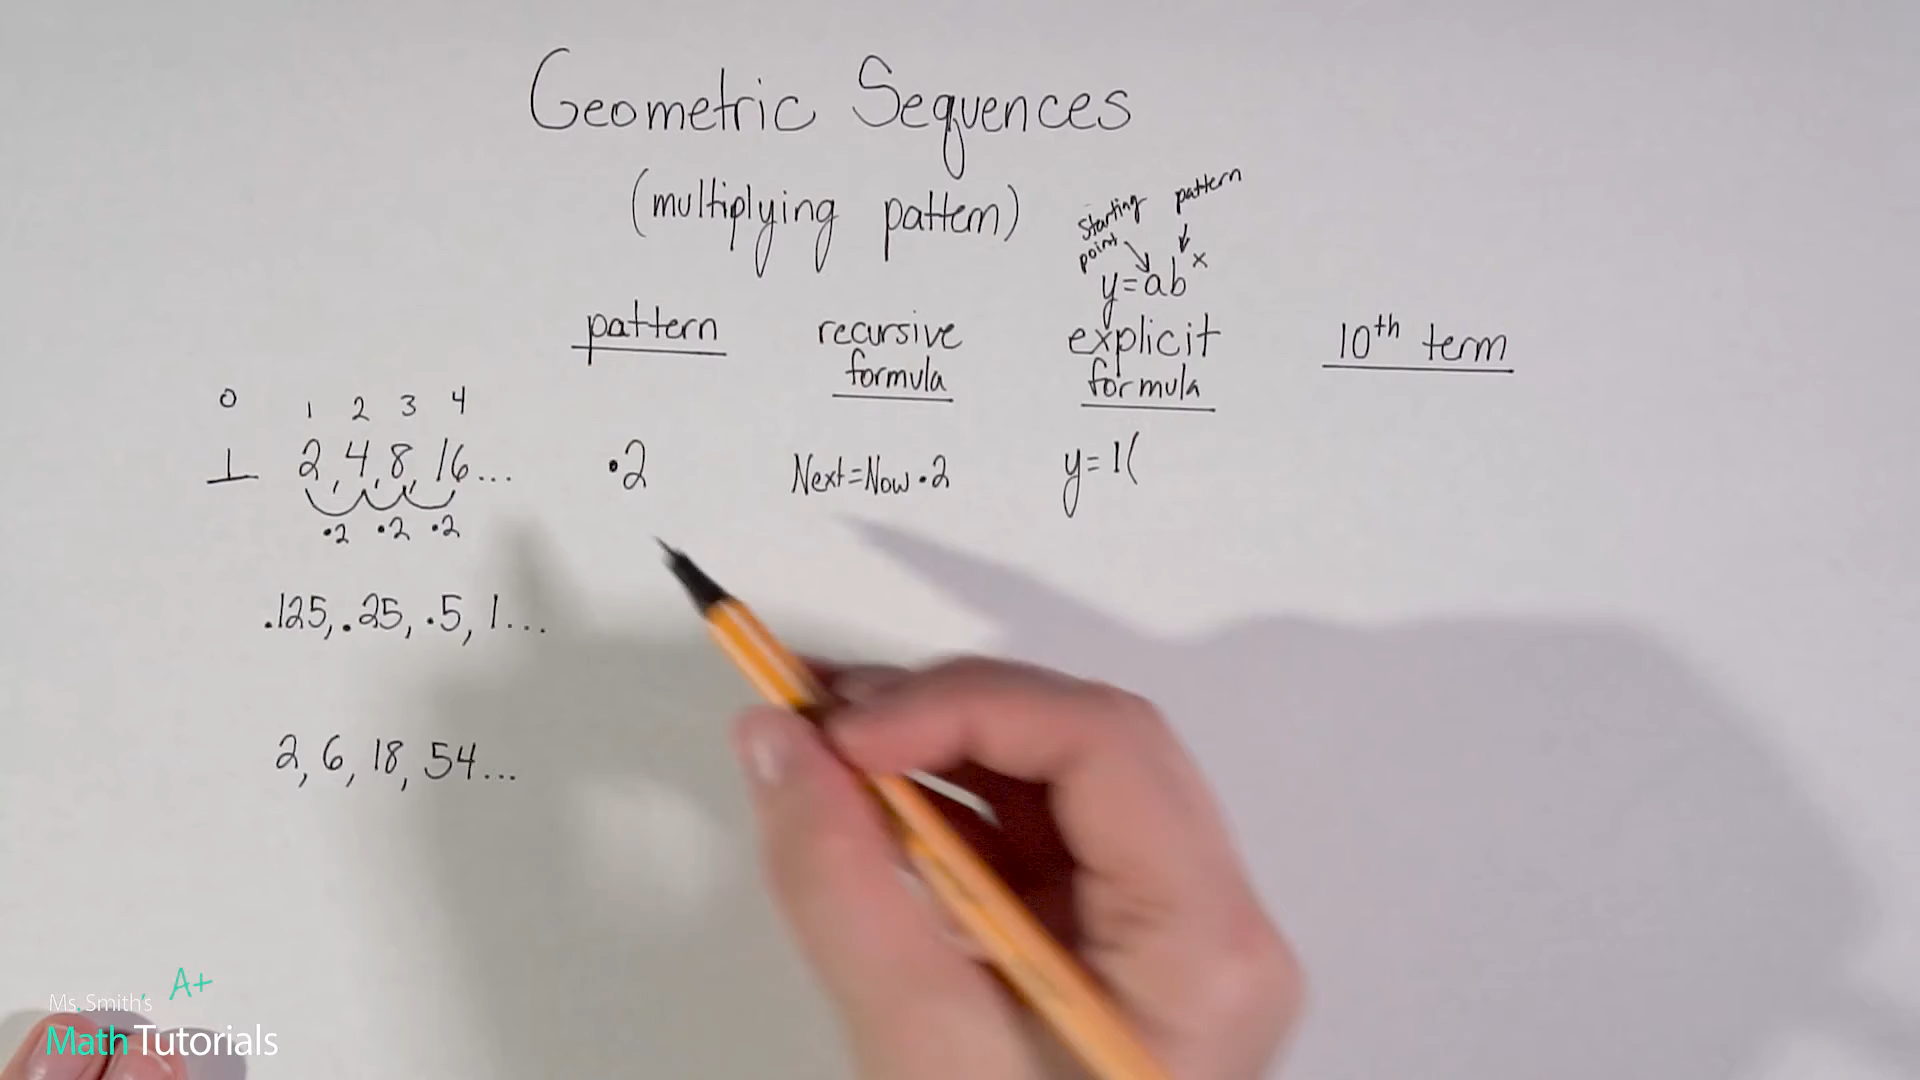 Geometric Sequences
(multiplying pattern)
starting point
pattern
y=abˣ
pattern
recursive formula
explicit formula
10th term
0 1 2 3 4
1 2, 4, 8, 16...
·2 ·2 ·2
·2
Next=Now·2
y=1(
.125, .25, .5, 1...
2, 6, 18, 54...
Ms. Smith's A+
Math Tutorials